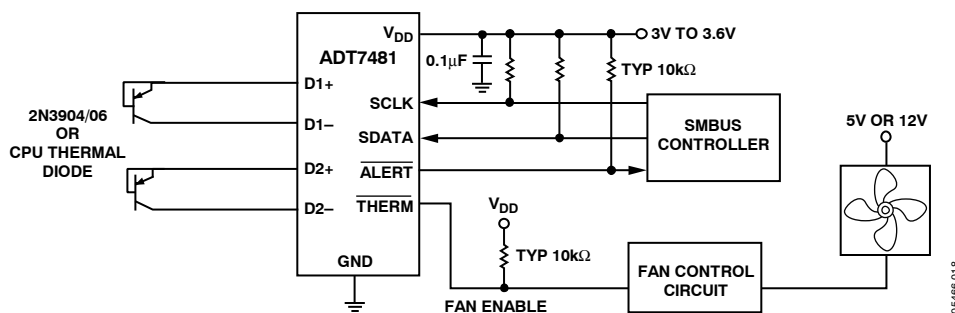 V_DD
3V TO 3.6V
ADT7481
0.1μF
TYP 10kΩ
D1+
SCLK
2N3904/06
OR
CPU THERMAL
DIODE
D1–
SDATA
SMBUS
CONTROLLER
5V OR 12V
D2+
ALERT
D2–
THERM
V_DD
TYP 10kΩ
GND
FAN ENABLE
FAN CONTROL
CIRCUIT
05466-018